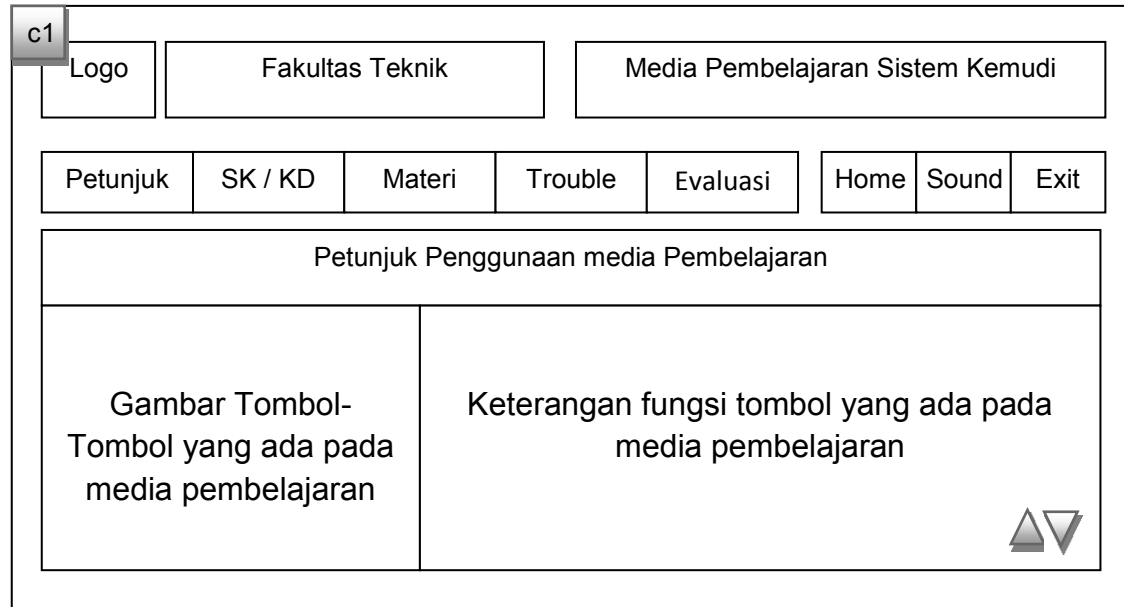 c1
Logo
Fakultas Teknik
Media Pembelajaran Sistem Kemudi
Petunjuk
SK / KD
Materi
Trouble
Evaluasi
Home
Sound
Exit
Petunjuk Penggunaan media Pembelajaran
Gambar Tombol-
Tombol yang ada pada
media pembelajaran
Keterangan fungsi tombol yang ada pada
media pembelajaran